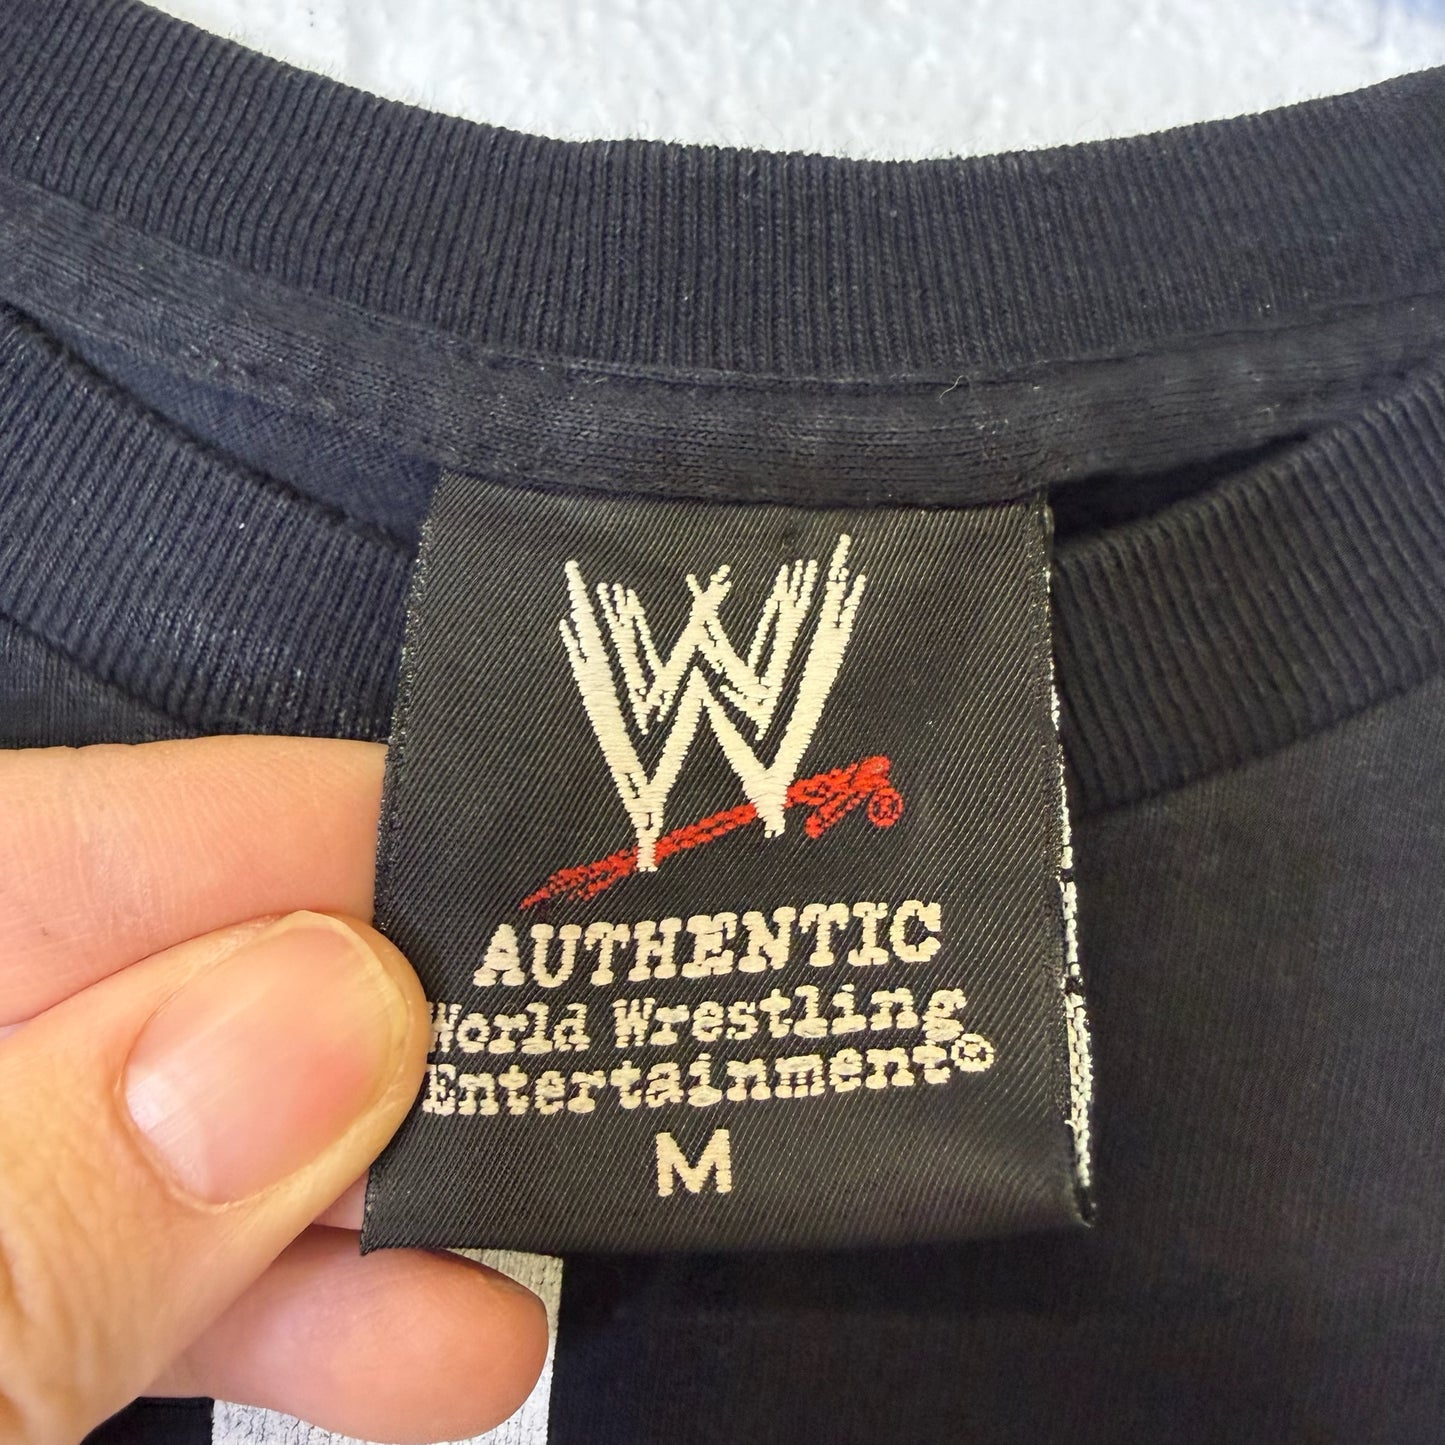 W
®
AUTHENTIC
World Wrestling
Entertainment®
M